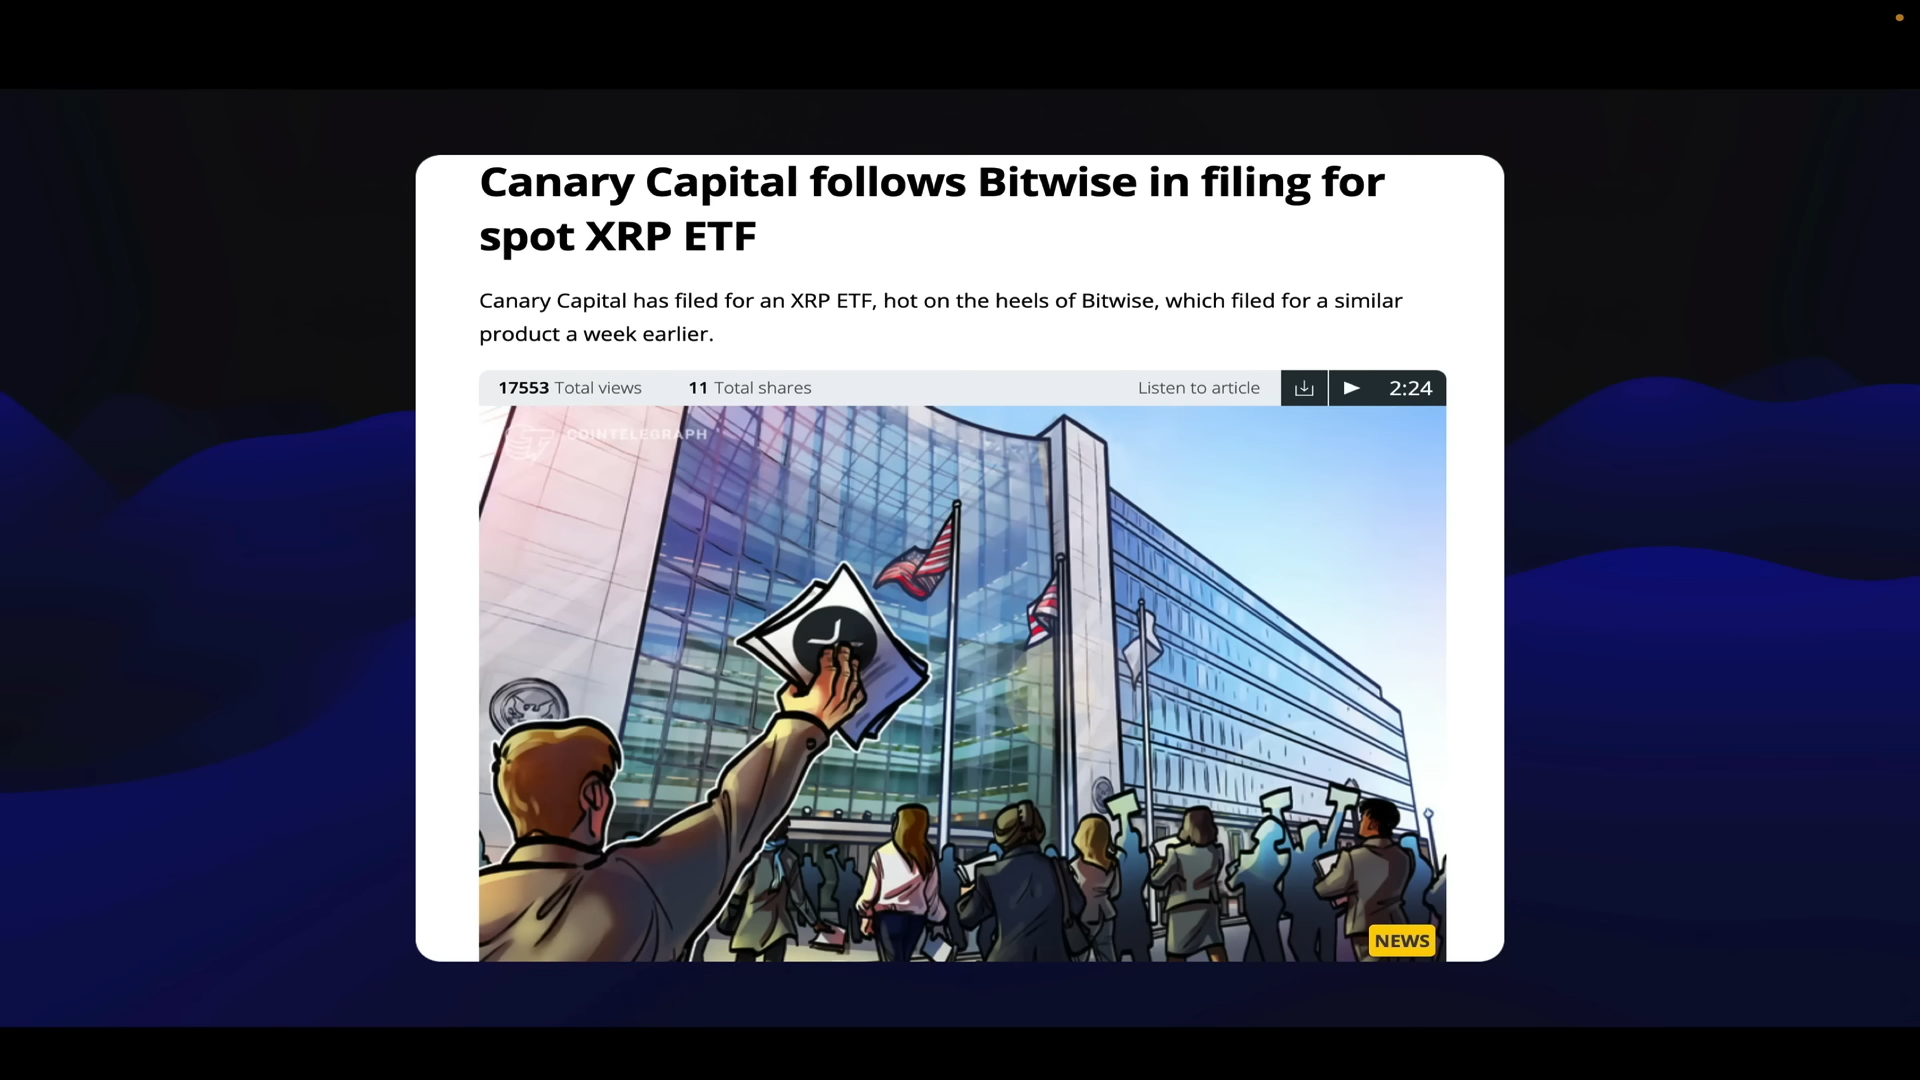 Canary Capital follows Bitwise in filing for
spot XRP ETF
Canary Capital has filed for an XRP ETF, hot on the heels of Bitwise, which filed for a similar
product a week earlier.
17553 Total views 11 Total shares Listen to article 2:24
COINTELEGRAPH
NEWS